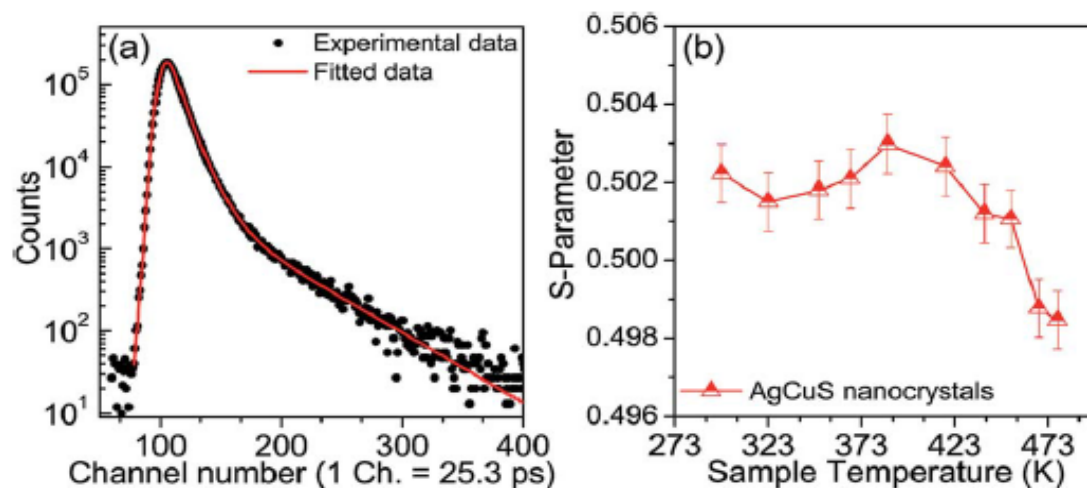 (a)
Experimental data
Fitted data
Counts
10^5
10^4
10^3
10^2
10^1
100 200 300 400
Channel number (1 Ch. = 25.3 ps)
(b)
S-Parameter
0.506
0.504
0.502
0.500
0.498
0.496
AgCuS nanocrystals
273 323 373 423 473
Sample Temperature (K)